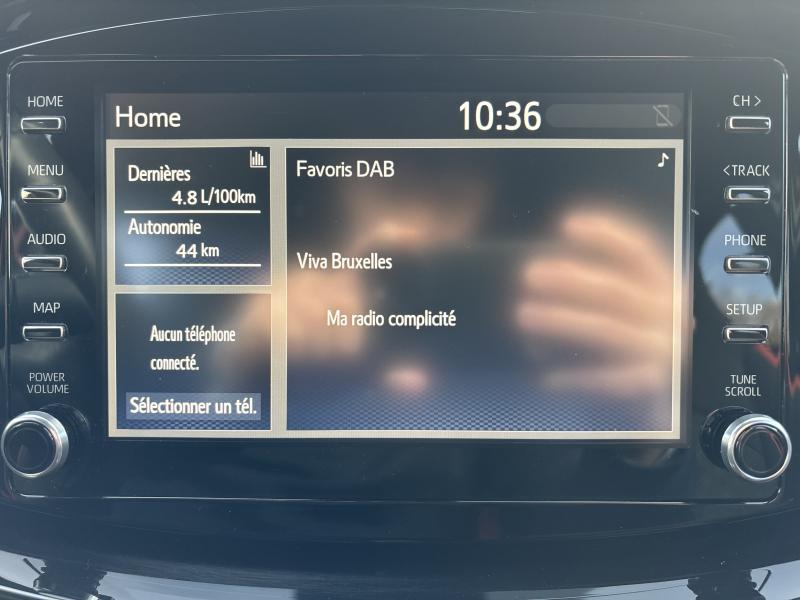 HOME
MENU
AUDIO
MAP
POWER
VOLUME
Home
10:36
Dernières
4.8 L/100km
Autonomie
44 km
Aucun téléphone
connecté.
Sélectionner un tél.
Favoris DAB
Viva Bruxelles
Ma radio complicité
CH >
< TRACK
PHONE
SETUP
TUNE
SCROLL